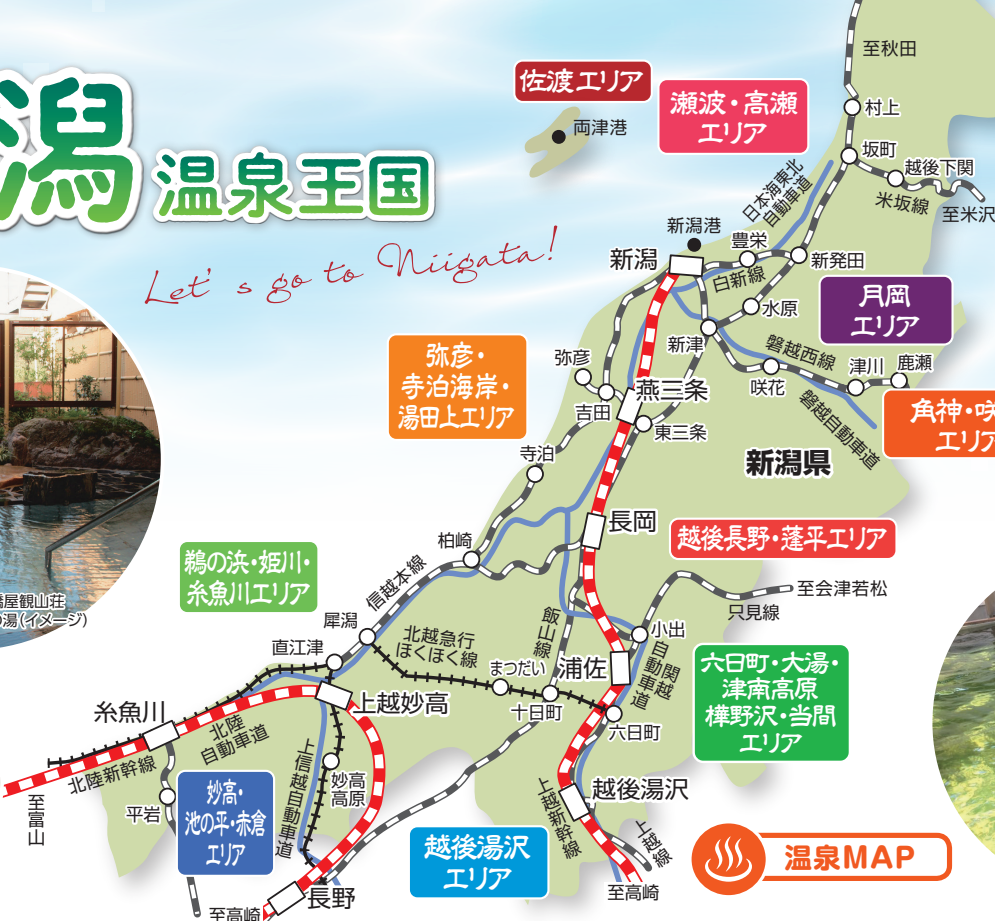 潟 温泉王国
Let's go to Niigata!
佐渡エリア
両津港
瀬波・高瀬
エリア
至秋田
村上
坂町
越後下関
米坂線
至米沢
日本海東北
自動車道
新潟港
新潟
豊栄
白新線
新発田
水原
新津
月岡
エリア
磐越西線
咲花
津川
鹿瀬
磐越自動車道
角神・咲
エリア
弥彦・
寺泊海岸・
湯田上エリア
弥彦
吉田
燕三条
東三条
寺泊
新潟県
長岡
越後長野・蓬平エリア
柏崎
信越本線
鵜の浜・姫川・
糸魚川エリア
飯山線
至会津若松
只見線
小出
関越
自動車道
犀潟
直江津
北越急行
ほくほく線
まつだい
十日町
浦佐
六日町
六日町・大湯・
津南高原
樺野沢・当間
エリア
糸魚川
上越妙高
北陸
自動車道
北陸新幹線
至富山
平岩
上信越自動車道
妙高
高原
妙高・
池の平・赤倉
エリア
越後湯沢
上越新幹線
上越線
至高崎
越後湯沢
エリア
長野
至高崎
温泉MAP
屋観山荘
湯(イメージ)